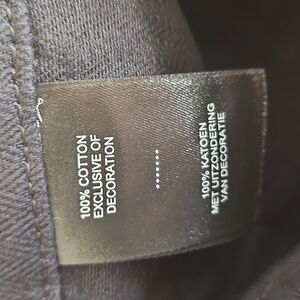 100% COTTON
EXCLUSIVE OF
DECORATION
.......
100% KATOEN
MET UITZONDERING
VAN DECORATIE